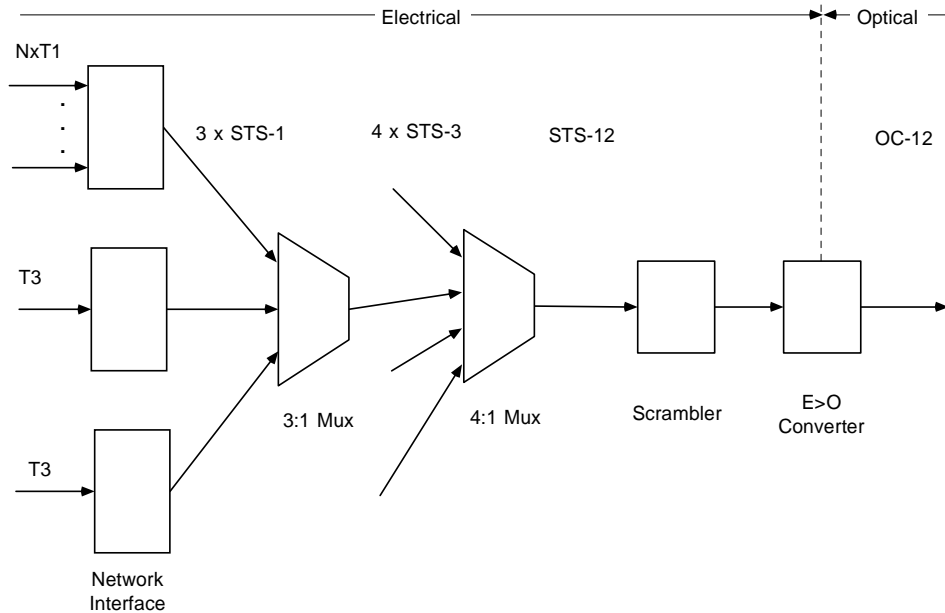 Electrical
Optical
NxT1
3 x STS-1
4 x STS-3
STS-12
OC-12
T3
3:1 Mux
4:1 Mux
Scrambler
E>O
Converter
T3
Network
Interface